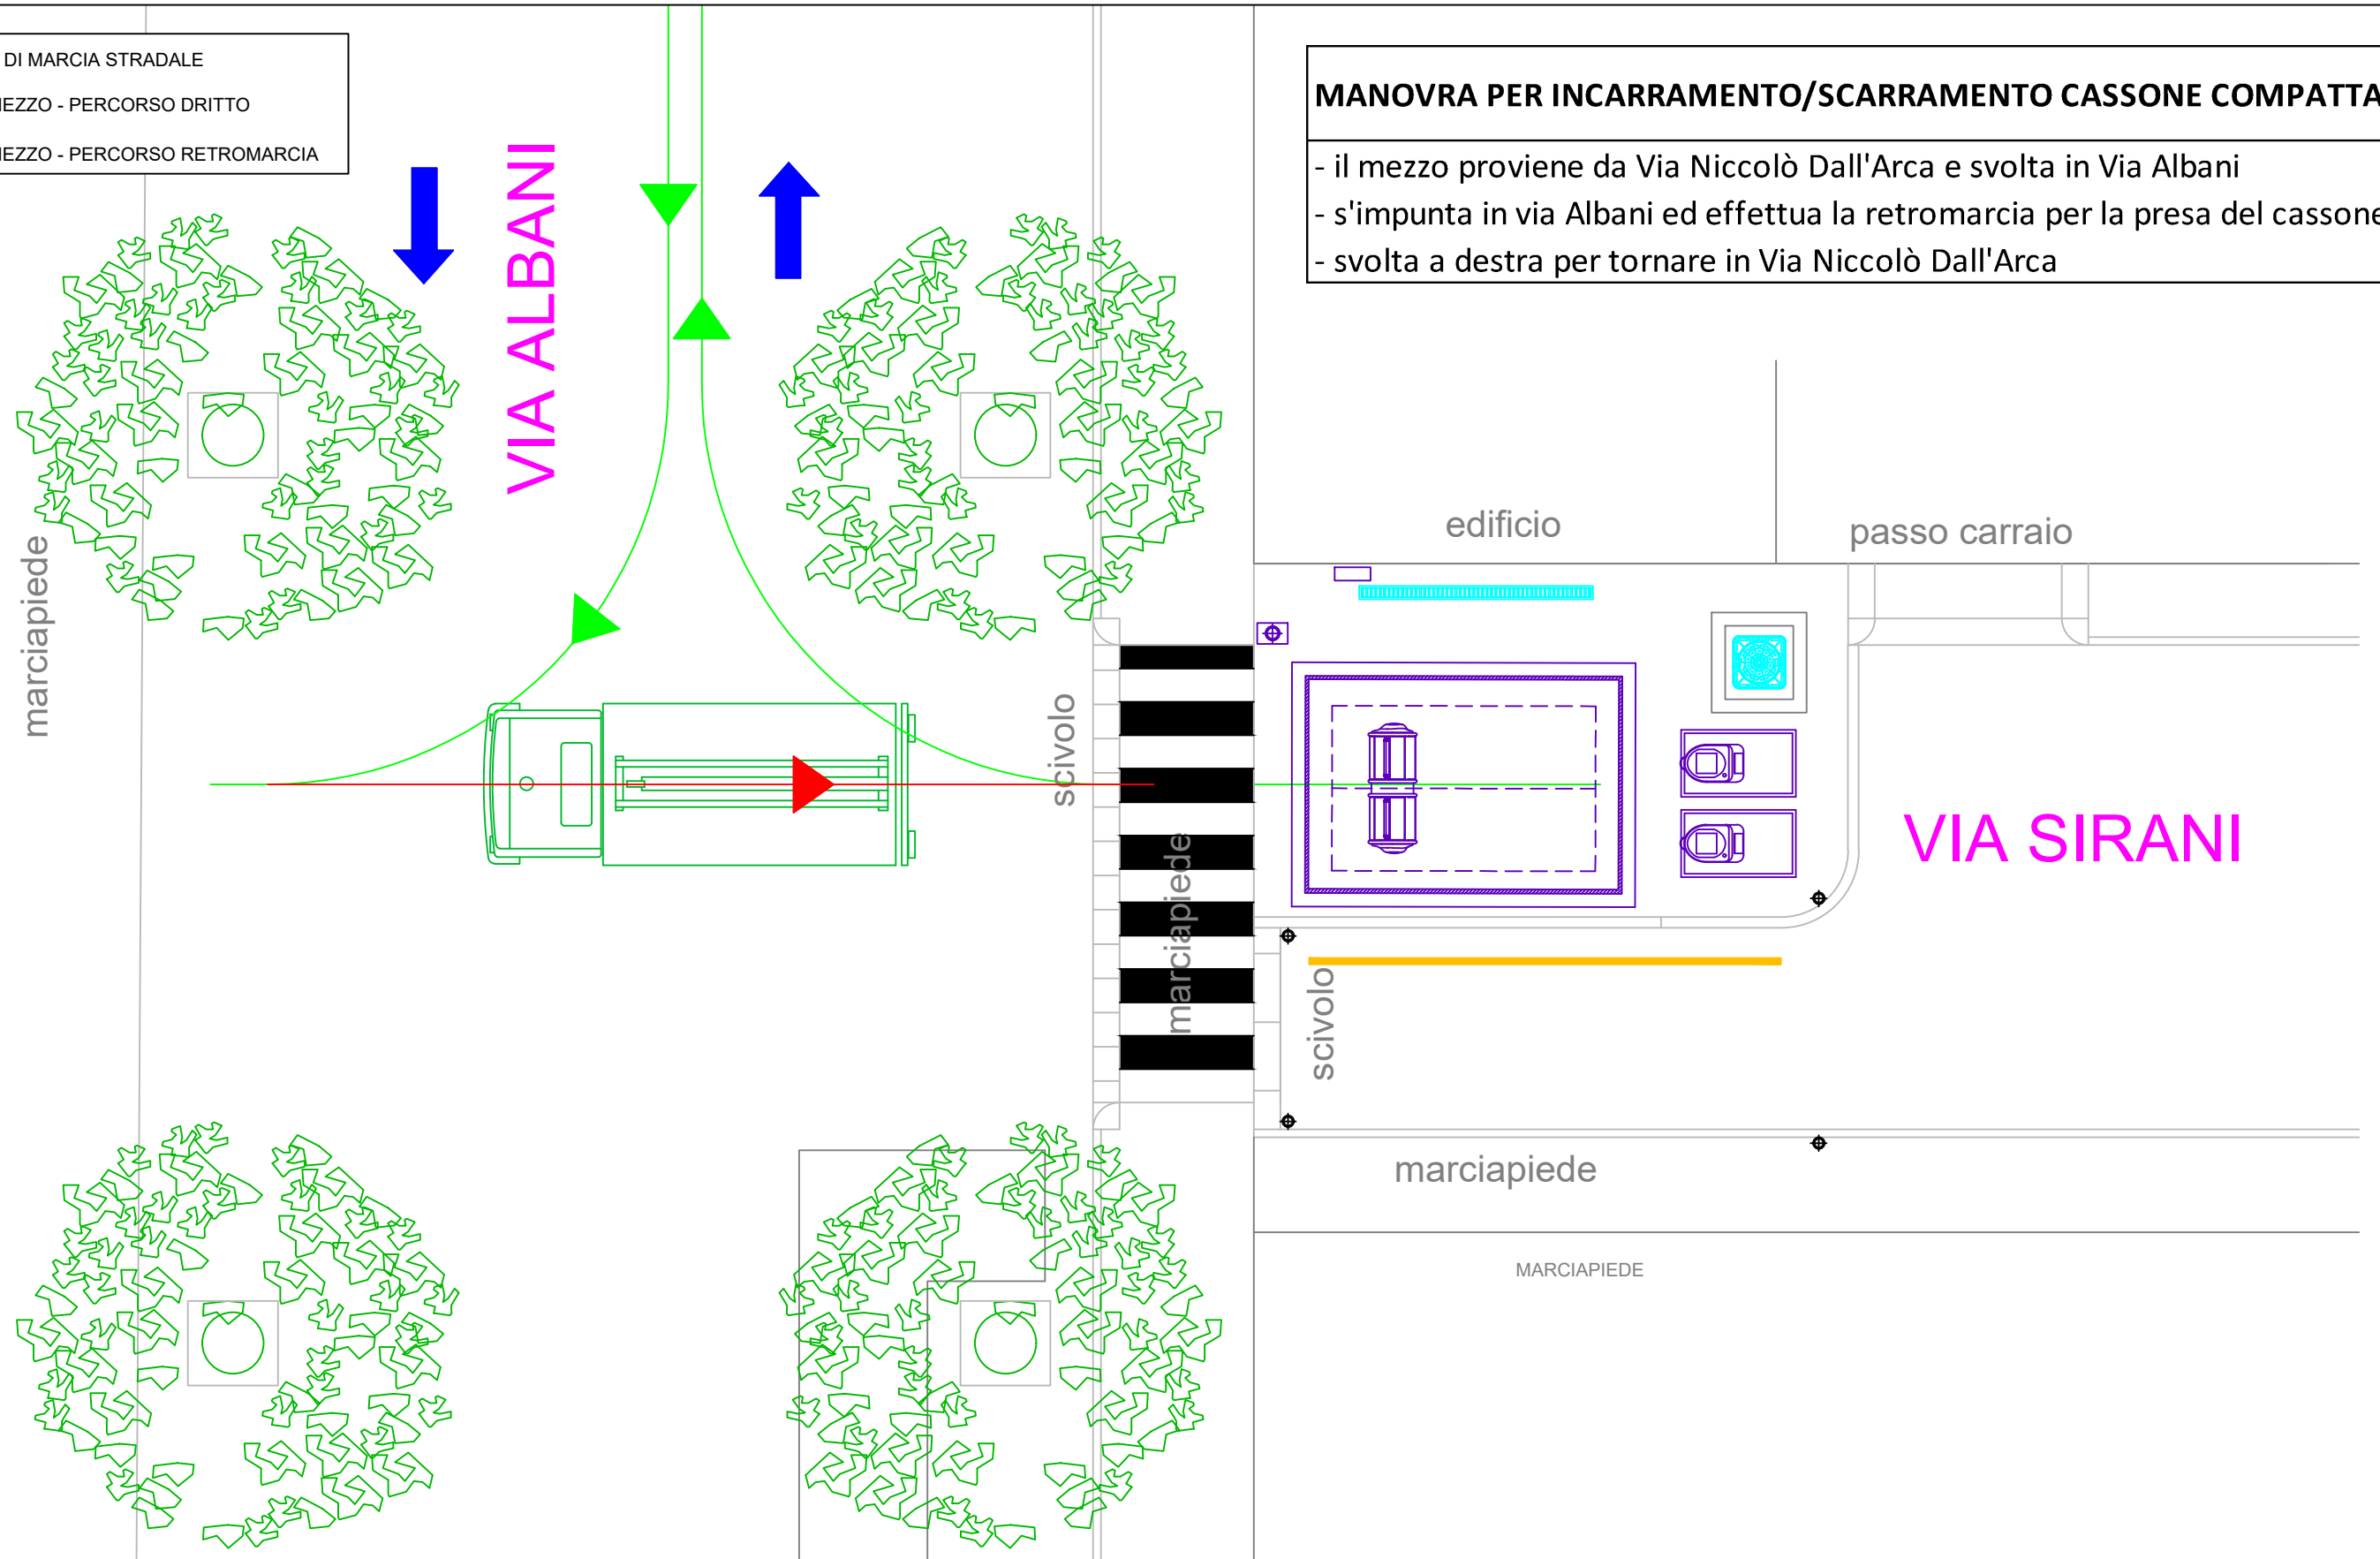 DI MARCIA STRADALE
MEZZO - PERCORSO DRITTO
MEZZO - PERCORSO RETROMARCIA
VIA ALBANI
MANOVRA PER INCARRAMENTO/SCARRAMENTO CASSONE COMPATTA
- il mezzo proviene da Via Niccolò Dall'Arca e svolta in Via Albani
- s'impunta in via Albani ed effettua la retromarcia per la presa del cassone
- svolta a destra per tornare in Via Niccolò Dall'Arca
edificio
passo carraio
marciapiede
scivolo
marciapiede
VIA SIRANI
scivolo
marciapiede
MARCIAPIEDE